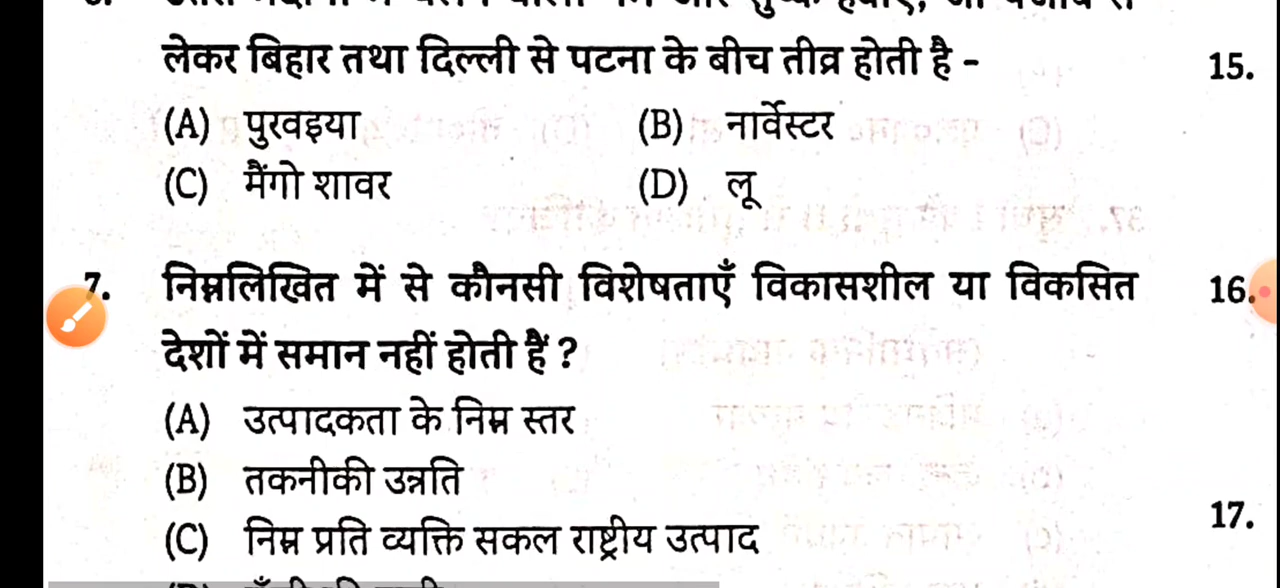 लेकर बिहार तथा दिल्ली से पटना के बीच तीव्र होती है -
(A) पुरवइया (B) नार्वेस्टर
(C) मैंगो शावर (D) लू
7. निम्नलिखित में से कौनसी विशेषताएँ विकासशील या विकसित
देशों में समान नहीं होती हैं ?
(A) उत्पादकता के निम्न स्तर
(B) तकनीकी उन्नति
(C) निम्न प्रति व्यक्ति सकल राष्ट्रीय उत्पाद
15.
16.
17.